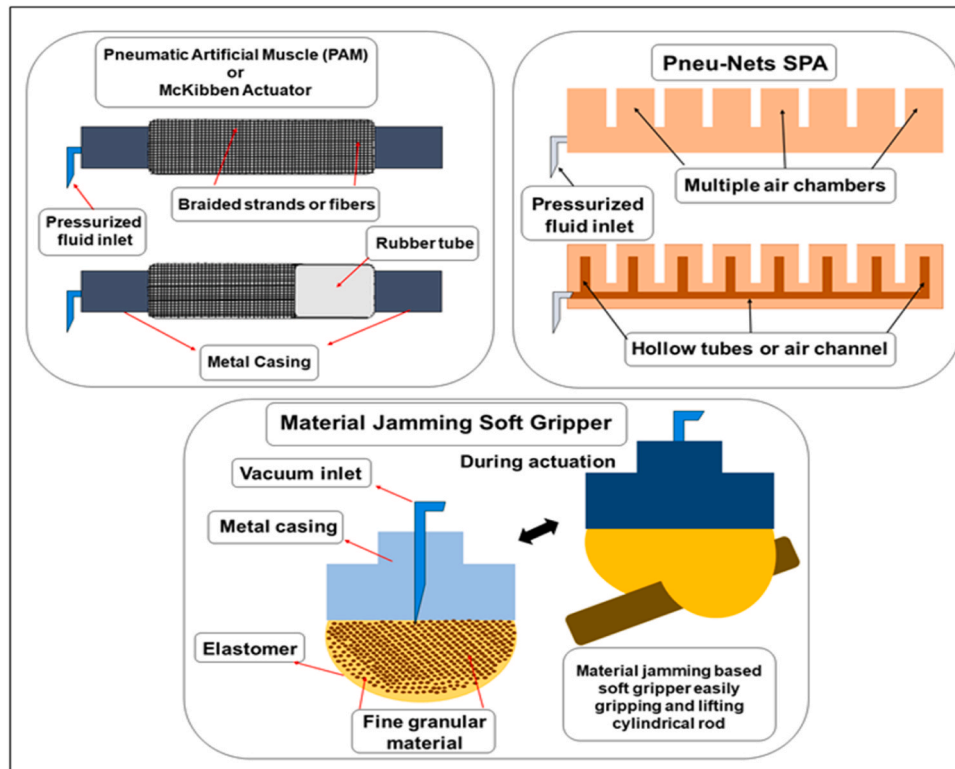 Pneumatic Artificial Muscle (PAM)
or
McKibben Actuator
Braided strands or fibers
Pressurized
fluid inlet
Rubber tube
Metal Casing
Pneu-Nets SPA
Multiple air chambers
Pressurized
fluid inlet
Hollow tubes or air channel
Material Jamming Soft Gripper
During actuation
Vacuum inlet
Metal casing
Elastomer
Fine granular
material
Material jamming based
soft gripper easily
gripping and lifting
cylindrical rod